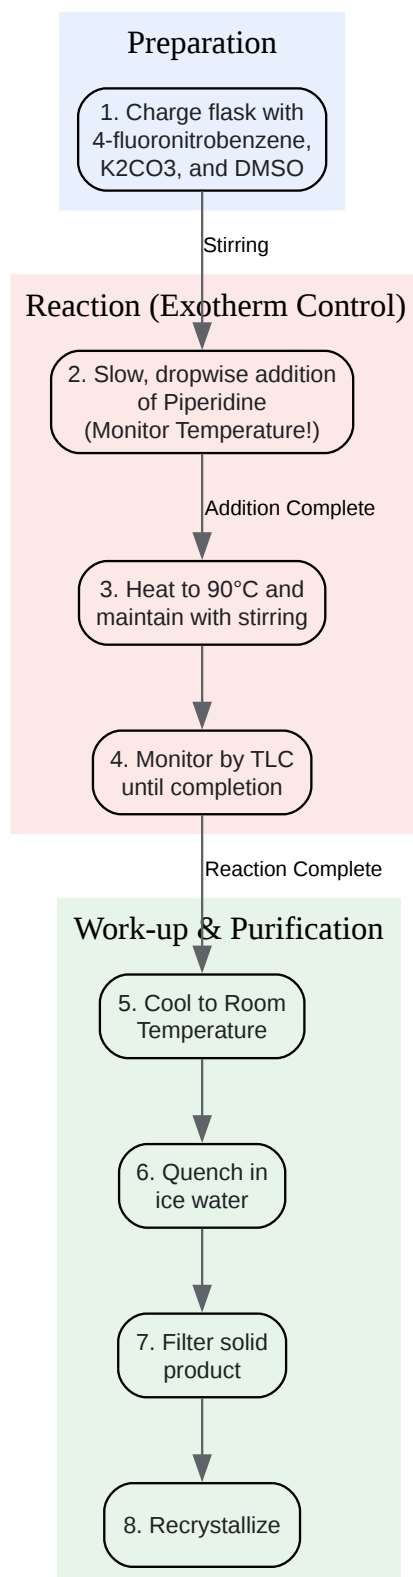 Preparation
1. Charge flask with
4-fluoronitrobenzene,
K2CO3, and DMSO
Stirring
Reaction (Exotherm Control)
2. Slow, dropwise addition
of Piperidine
(Monitor Temperature!)
Addition Complete
3. Heat to 90°C and
maintain with stirring
4. Monitor by TLC
until completion
Reaction Complete
Work-up & Purification
5. Cool to Room
Temperature
6. Quench in
ice water
7. Filter solid
product
8. Recrystallize